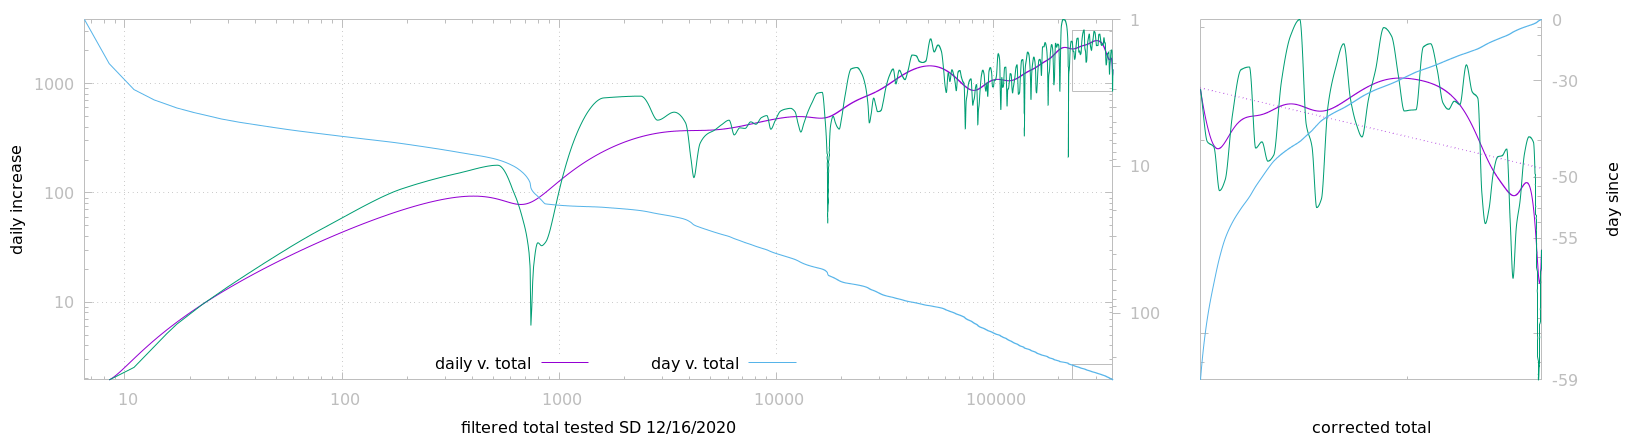 daily increase
1000
100
10
10
100
1000
10000
100000
1
10
100
daily v. total
day v. total
filtered total tested SD 12/16/2020
0
-30
-50
-55
-59
day since
corrected total